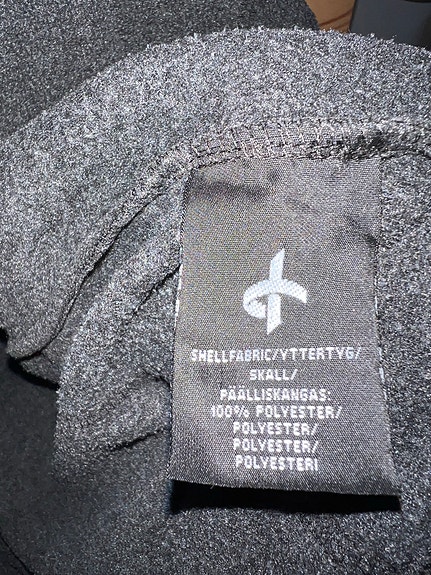 SHELLFABRIC/YTTERTYG/
SKALL/
PÄÄLLISKANGAS:
100% POLYESTER/
POLYESTER/
POLYESTER/
POLYESTERI